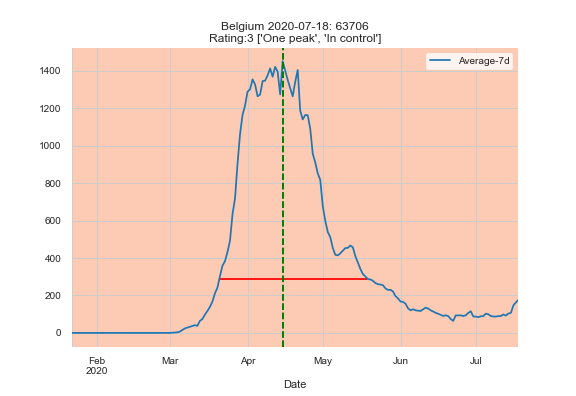 Belgium 2020-07-18: 63706
Rating:3 ['One peak', 'In control']
Average-7d
1400
1200
1000
800
600
400
200
0
Feb Mar Apr May Jun Jul
2020
Date